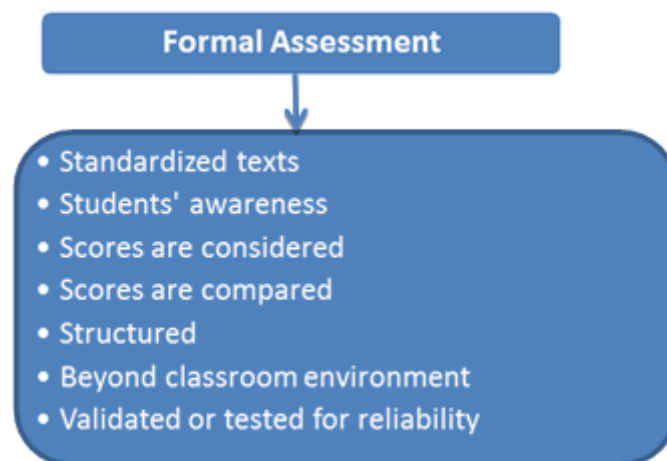 Formal Assessment
• Standardized texts
• Students' awareness
• Scores are considered
• Scores are compared
• Structured
• Beyond classroom environment
• Validated or tested for reliability